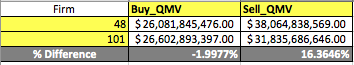 Firm Buy_QMV Sell_QMV
48 $26,081,845,476.00 $38,064,838,569.00
101 $26,602,893,397.00 $31,835,686,646.00
% Difference -1.9977% 16.3646%